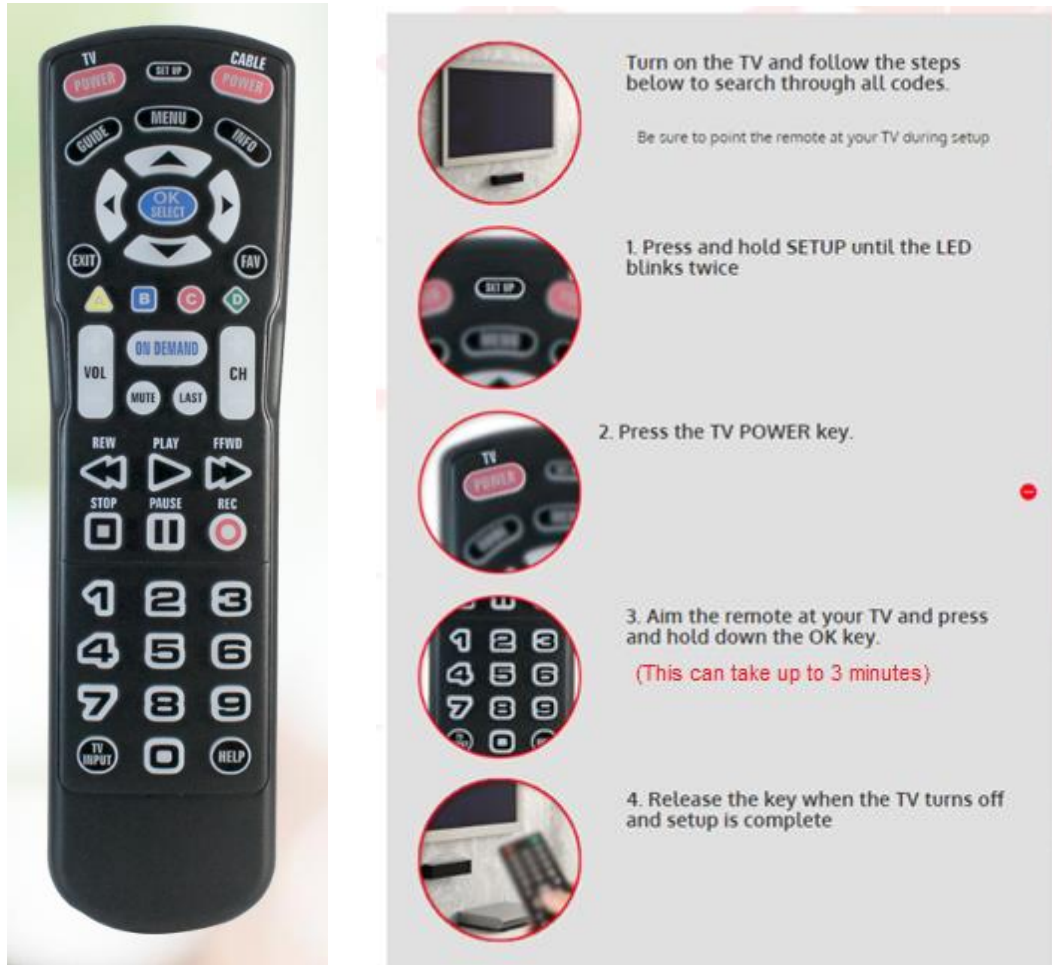 TV
CABLE
POWER
SET UP
POWER
GUIDE
MENU
INFO
OK
SELECT
EXIT
FAV
A
B
C
D
VOL
ON DEMAND
CH
MUTE
LAST
REW
PLAY
FFWD
STOP
PAUSE
REC
1
2
3
4
5
6
7
8
9
TV
INPUT
0
HELP
Turn on the TV and follow the steps
below to search through all codes.
Be sure to point the remote at your TV during setup
SET UP
MENU
1. Press and hold SETUP until the LED
blinks twice
TV
POWER
2. Press the TV POWER key.
1 2 3
4 5 6
7 8 9
0
3. Aim the remote at your TV and press
and hold down the OK key.
(This can take up to 3 minutes)
4. Release the key when the TV turns off
and setup is complete